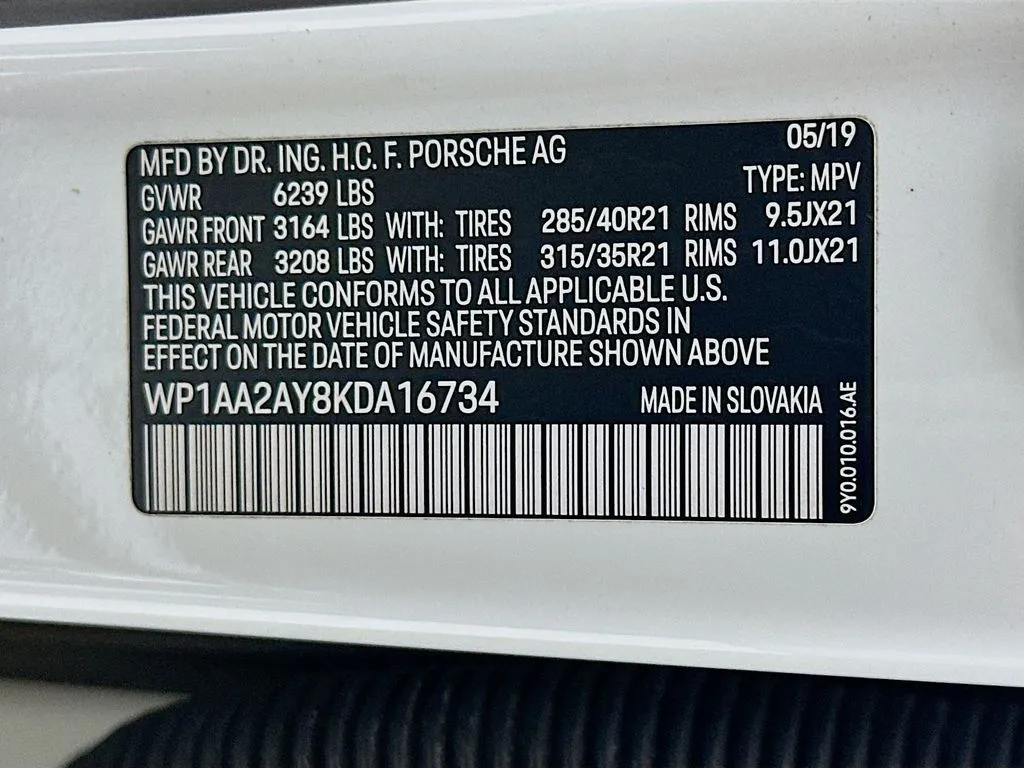 MFD BY DR. ING. H.C. F. PORSCHE AG 05/19
GVWR 6239 LBS TYPE: MPV
GAWR FRONT 3164 LBS WITH: TIRES 285/40R21 RIMS 9.5JX21
GAWR REAR 3208 LBS WITH: TIRES 315/35R21 RIMS 11.0JX21
THIS VEHICLE CONFORMS TO ALL APPLICABLE U.S.
FEDERAL MOTOR VEHICLE SAFETY STANDARDS IN
EFFECT ON THE DATE OF MANUFACTURE SHOWN ABOVE
WP1AA2AY8KDA16734 MADE IN SLOVAKIA
9Y0.010.016.AE